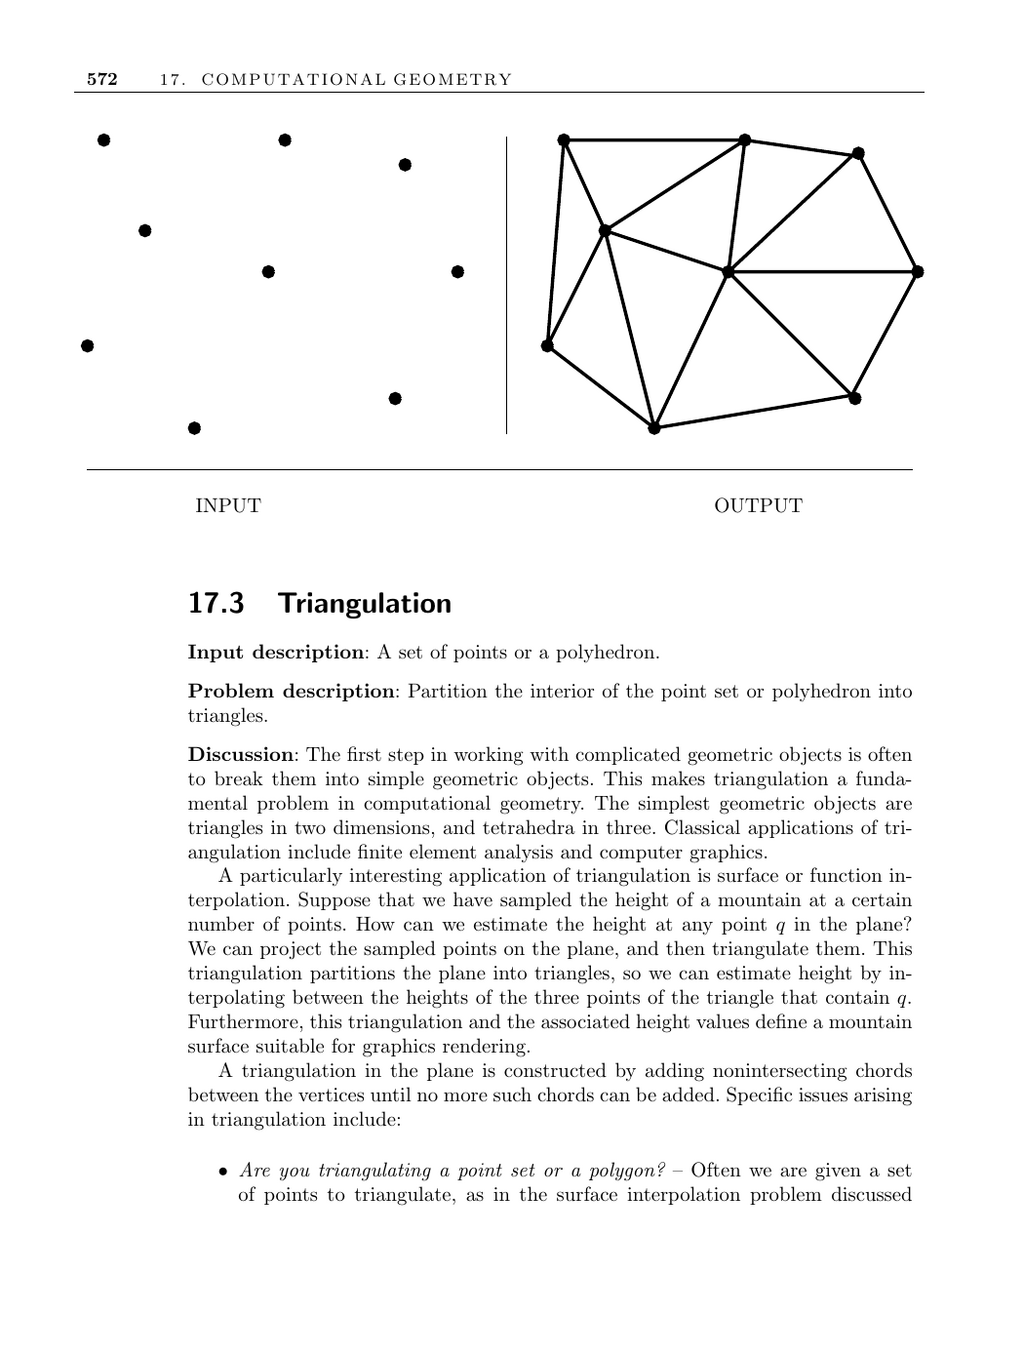 572 17. COMPUTATIONAL GEOMETRY
INPUT OUTPUT
17.3 Triangulation
Input description: A set of points or a polyhedron.
Problem description: Partition the interior of the point set or polyhedron into
triangles.
Discussion: The first step in working with complicated geometric objects is often
to break them into simple geometric objects. This makes triangulation a funda-
mental problem in computational geometry. The simplest geometric objects are
triangles in two dimensions, and tetrahedra in three. Classical applications of tri-
angulation include finite element analysis and computer graphics.
A particularly interesting application of triangulation is surface or function in-
terpolation. Suppose that we have sampled the height of a mountain at a certain
number of points. How can we estimate the height at any point q in the plane?
We can project the sampled points on the plane, and then triangulate them. This
triangulation partitions the plane into triangles, so we can estimate height by in-
terpolating between the heights of the three points of the triangle that contain q.
Furthermore, this triangulation and the associated height values define a mountain
surface suitable for graphics rendering.
A triangulation in the plane is constructed by adding nonintersecting chords
between the vertices until no more such chords can be added. Specific issues arising
in triangulation include:
• Are you triangulating a point set or a polygon? – Often we are given a set
of points to triangulate, as in the surface interpolation problem discussed